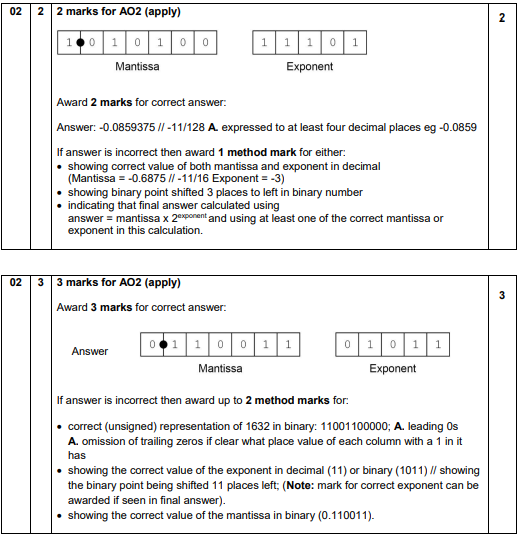 02 2 2 marks for AO2 (apply) 2
1 0 1 0 1 0 0 1 1 1 0 1
Mantissa Exponent
Award 2 marks for correct answer:
Answer: -0.0859375 // -11/128 A. expressed to at least four decimal places eg -0.0859
If answer is incorrect then award 1 method mark for either:
• showing correct value of both mantissa and exponent in decimal
(Mantissa = -0.6875 // -11/16 Exponent = -3)
• showing binary point shifted 3 places to left in binary number
• indicating that final answer calculated using
answer = mantissa x 2exponent and using at least one of the correct mantissa or
exponent in this calculation.
02 3 3 marks for AO2 (apply) 3
Award 3 marks for correct answer:
Answer 0 1 1 0 0 1 1 0 1 0 1 1
Mantissa Exponent
If answer is incorrect then award up to 2 method marks for:
• correct (unsigned) representation of 1632 in binary: 11001100000; A. leading 0s
A. omission of trailing zeros if clear what place value of each column with a 1 in it
has
• showing the correct value of the exponent in decimal (11) or binary (1011) // showing
the binary point being shifted 11 places left; (Note: mark for correct exponent can be
awarded if seen in final answer).
• showing the correct value of the mantissa in binary (0.110011).